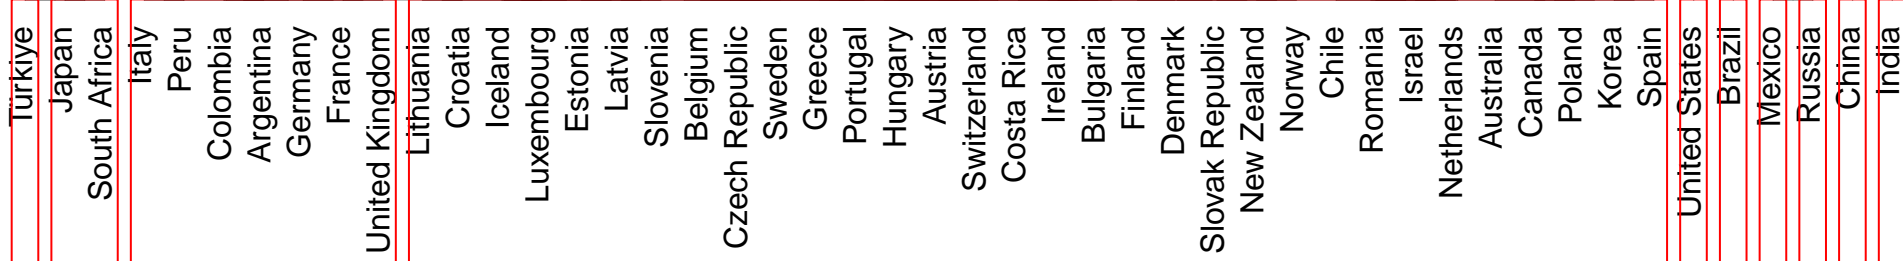 Türkiye
Japan
South Africa
Italy
Peru
Colombia
Argentina
Germany
France
United Kingdom
Lithuania
Croatia
Iceland
Luxembourg
Estonia
Latvia
Slovenia
Belgium
Czech Republic
Sweden
Greece
Portugal
Hungary
Austria
Switzerland
Costa Rica
Ireland
Bulgaria
Finland
Denmark
Slovak Republic
New Zealand
Norway
Chile
Romania
Israel
Netherlands
Australia
Canada
Poland
Korea
Spain
United States
Brazil
Mexico
Russia
China
India